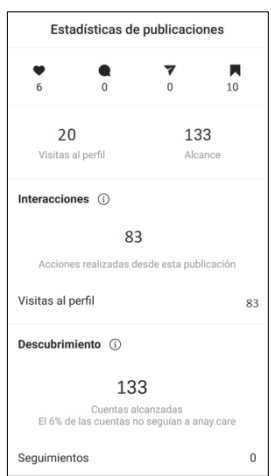 Estadísticas de publicaciones
6 0 0 10
20 133
Visitas al perfil Alcance
Interacciones
83
Acciones realizadas desde esta publicación
Visitas al perfil 83
Descubrimiento
133
Cuentas alcanzadas
El 6% de las cuentas no seguían a anay.care
Seguimientos 0